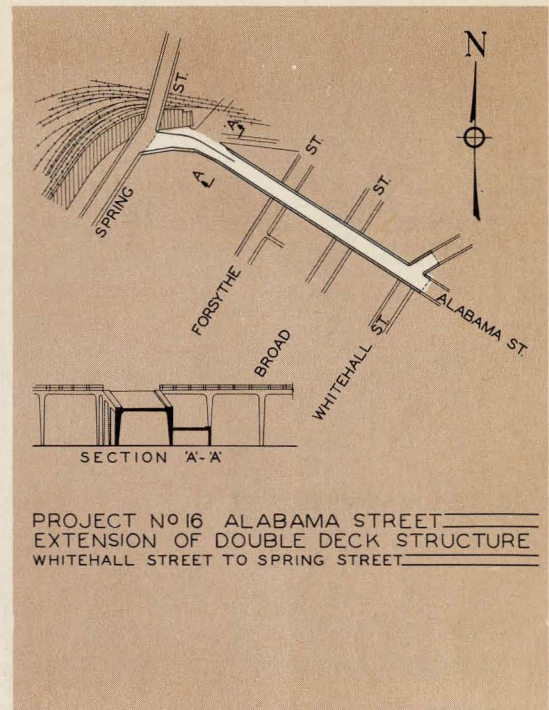 N
SPRING ST.
A
A
FORSYTHE ST.
BROAD ST.
WHITEHALL ST.
ALABAMA ST.
SECTION 'A'-'A'
PROJECT Nº 16 ALABAMA STREET
EXTENSION OF DOUBLE DECK STRUCTURE
WHITEHALL STREET TO SPRING STREET